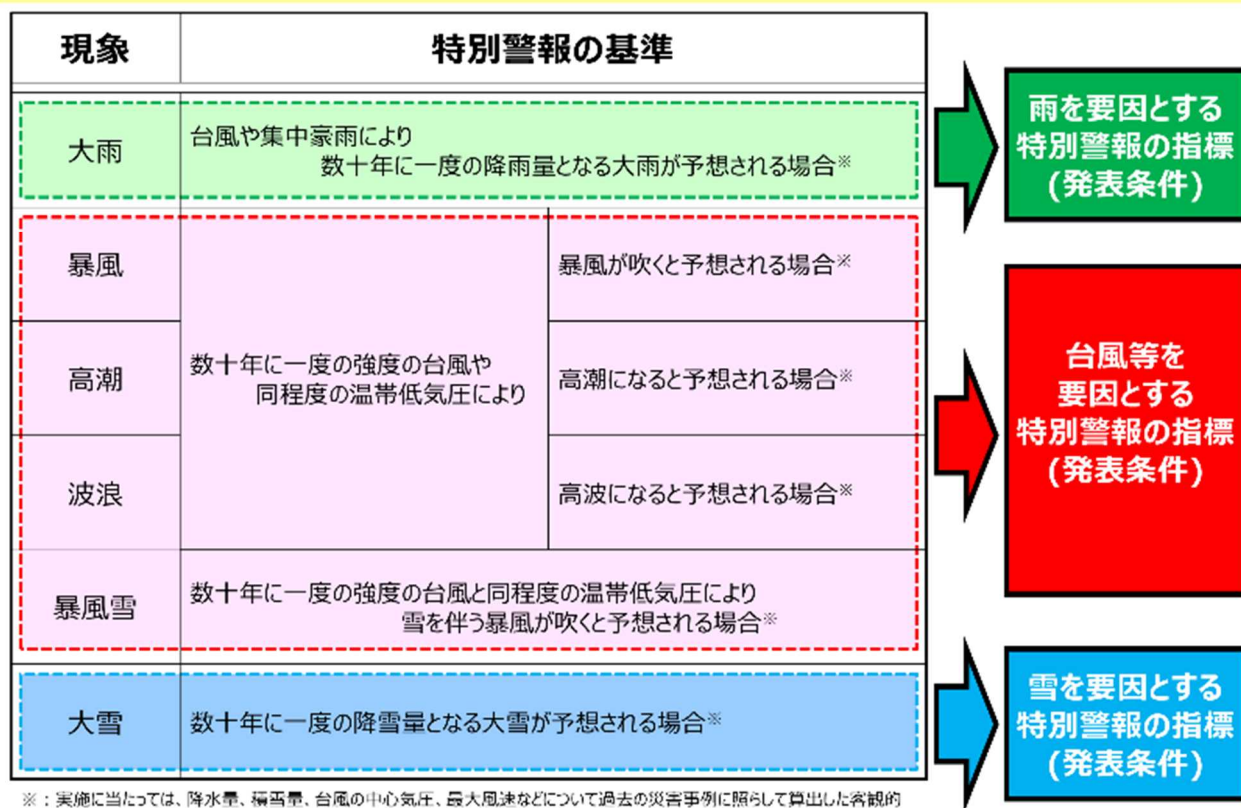 現象
特別警報の基準
大雨
台風や集中豪雨により
数十年に一度の降雨量となる大雨が予想される場合※
暴風
高潮
波浪
数十年に一度の強度の台風や
同程度の温帯低気圧により
暴風が吹くと予想される場合※
高潮になると予想される場合※
高波になると予想される場合※
暴風雪
数十年に一度の強度の台風と同程度の温帯低気圧により
雪を伴う暴風が吹くと予想される場合※
大雪
数十年に一度の降雪量となる大雪が予想される場合※
雨を要因とする
特別警報の指標
(発表条件)
台風等を
要因とする
特別警報の指標
(発表条件)
雪を要因とする
特別警報の指標
(発表条件)
※：実施に当たっては、降水量、積雪量、台風の中心気圧、最大風速などについて過去の災害事例に照らして算出した客観的